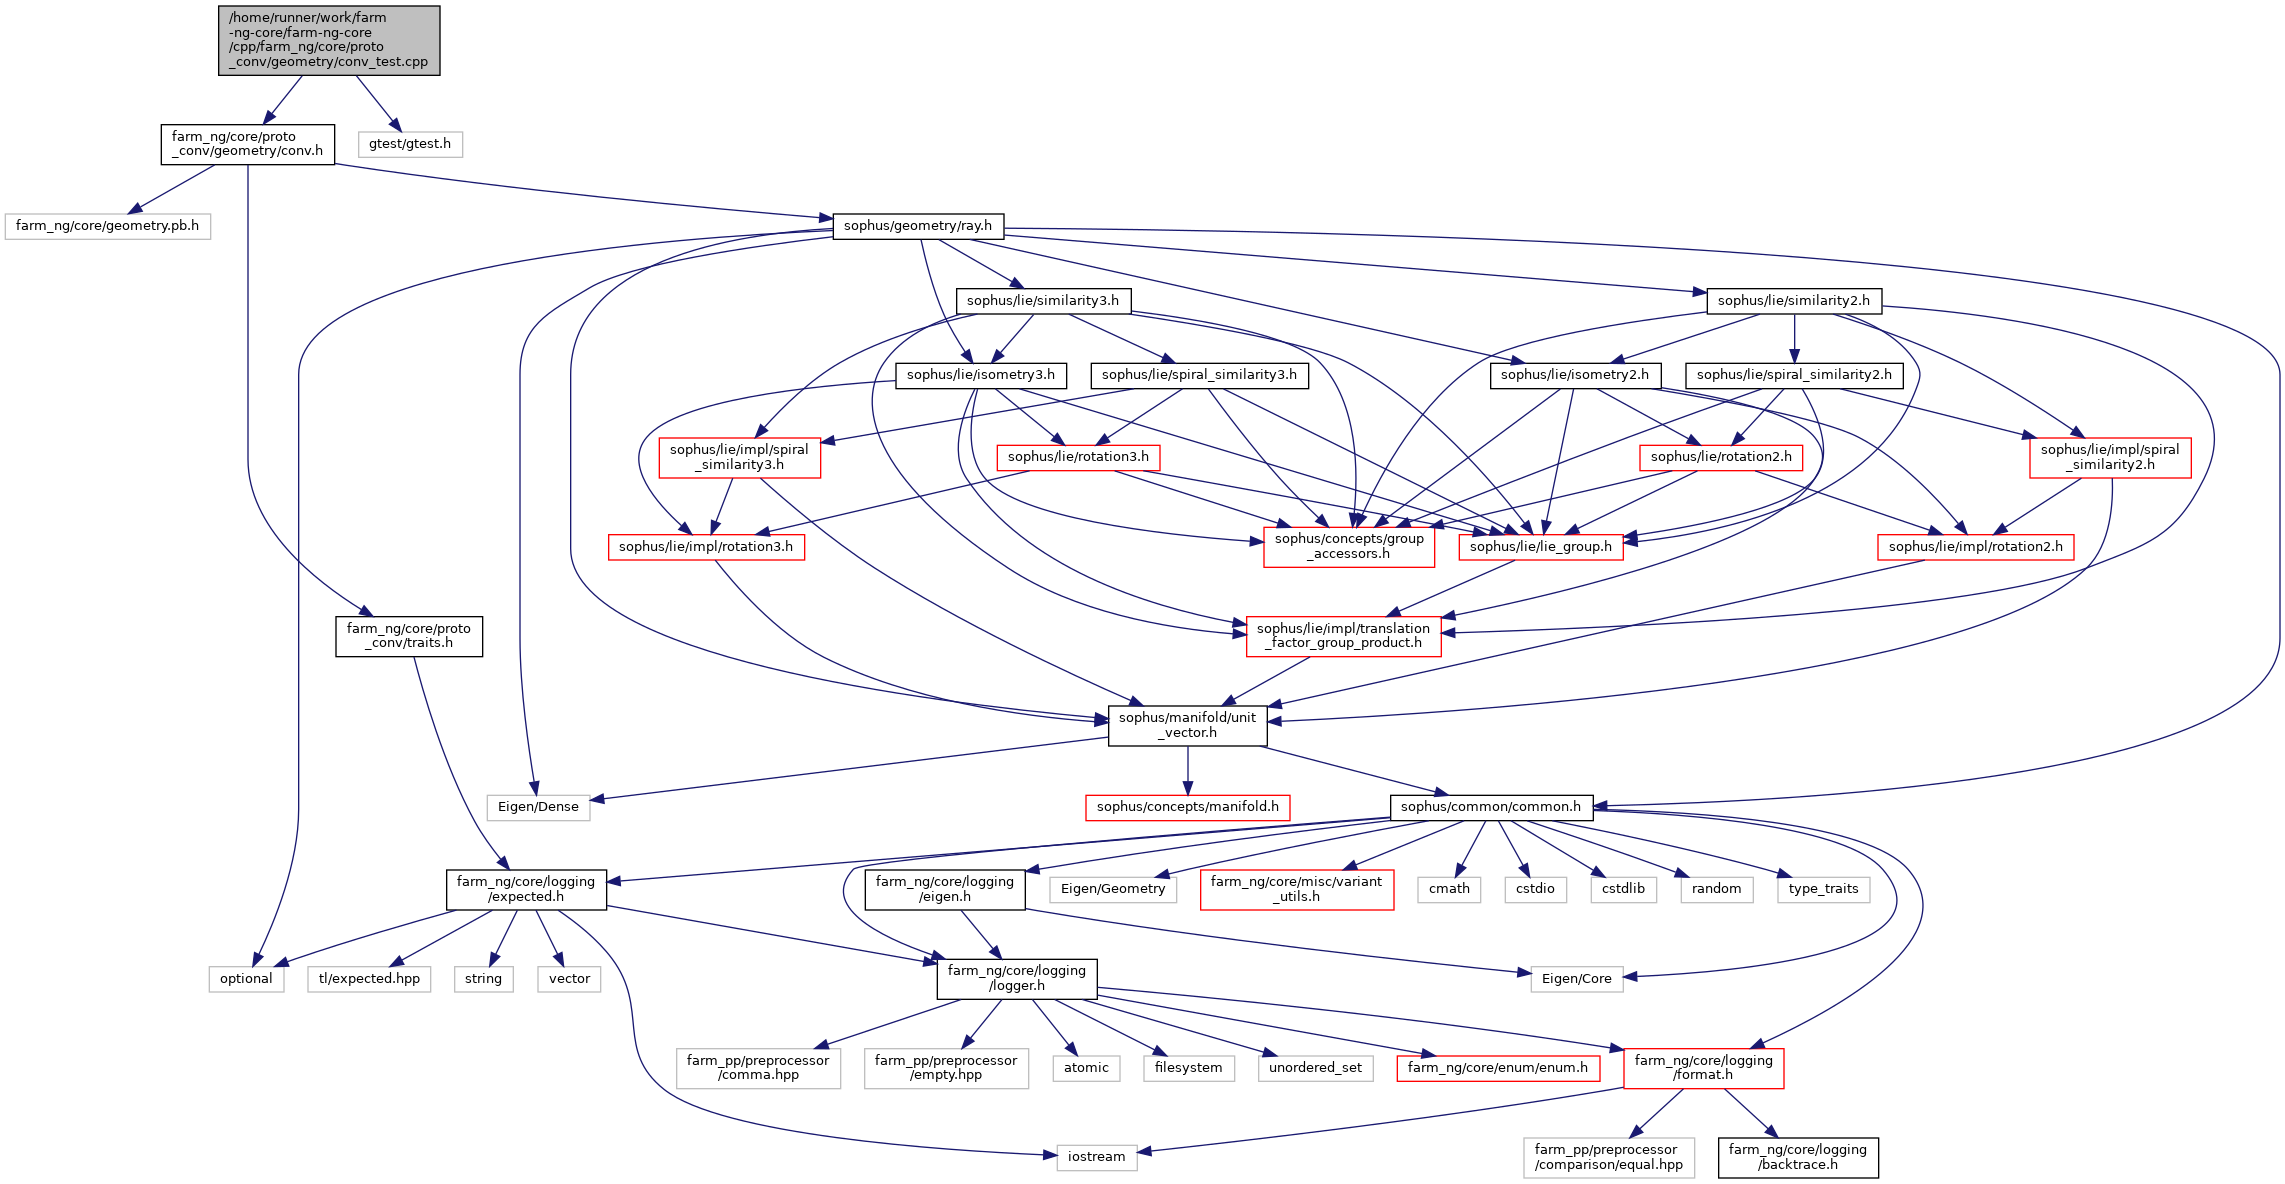 /home/runner/work/farm
-ng-core/farm-ng-core
/cpp/farm_ng/core/proto
_conv/geometry/conv_test.cpp
farm_ng/core/proto
_conv/geometry/conv.h
gtest/gtest.h
farm_ng/core/geometry.pb.h
sophus/geometry/ray.h
sophus/lie/similarity3.h
sophus/lie/similarity2.h
sophus/lie/isometry3.h
sophus/lie/spiral_similarity3.h
sophus/lie/isometry2.h
sophus/lie/spiral_similarity2.h
sophus/lie/impl/spiral
_similarity3.h
sophus/lie/rotation3.h
sophus/lie/rotation2.h
sophus/lie/impl/spiral
_similarity2.h
sophus/lie/impl/rotation3.h
sophus/concepts/group
_accessors.h
sophus/lie/lie_group.h
sophus/lie/impl/rotation2.h
farm_ng/core/proto
_conv/traits.h
sophus/lie/impl/translation
_factor_group_product.h
sophus/manifold/unit
_vector.h
Eigen/Dense
sophus/concepts/manifold.h
sophus/common/common.h
farm_ng/core/logging
/expected.h
farm_ng/core/logging
/eigen.h
Eigen/Geometry
farm_ng/core/misc/variant
_utils.h
cmath
cstdio
cstdlib
random
type_traits
optional
tl/expected.hpp
string
vector
farm_ng/core/logging
/logger.h
Eigen/Core
farm_pp/preprocessor
/comma.hpp
farm_pp/preprocessor
/empty.hpp
atomic
filesystem
unordered_set
farm_ng/core/enum/enum.h
farm_ng/core/logging
/format.h
iostream
farm_pp/preprocessor
/comparison/equal.hpp
farm_ng/core/logging
/backtrace.h